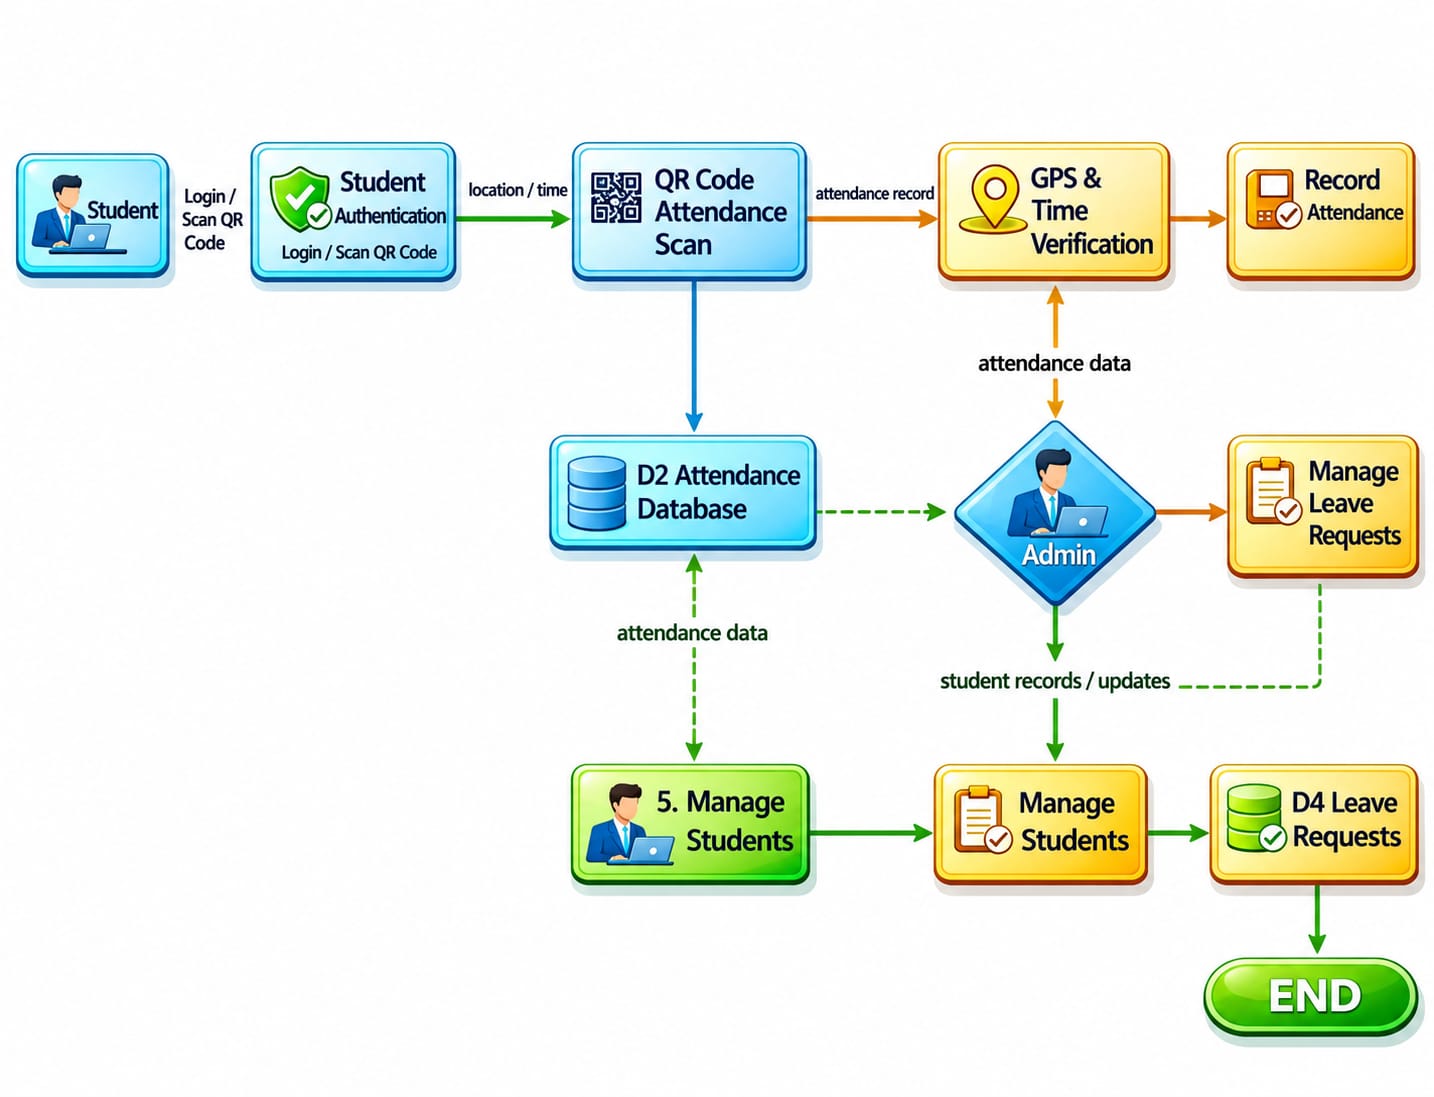 Student
Login /
Scan QR
Code
Student
Authentication
Login / Scan QR Code
location / time
QR Code
Attendance
Scan
attendance record
GPS &
Time
Verification
Record
Attendance
attendance data
D2 Attendance
Database
Admin
Manage
Leave
Requests
attendance data
student records / updates
5. Manage
Students
Manage
Students
D4 Leave
Requests
END